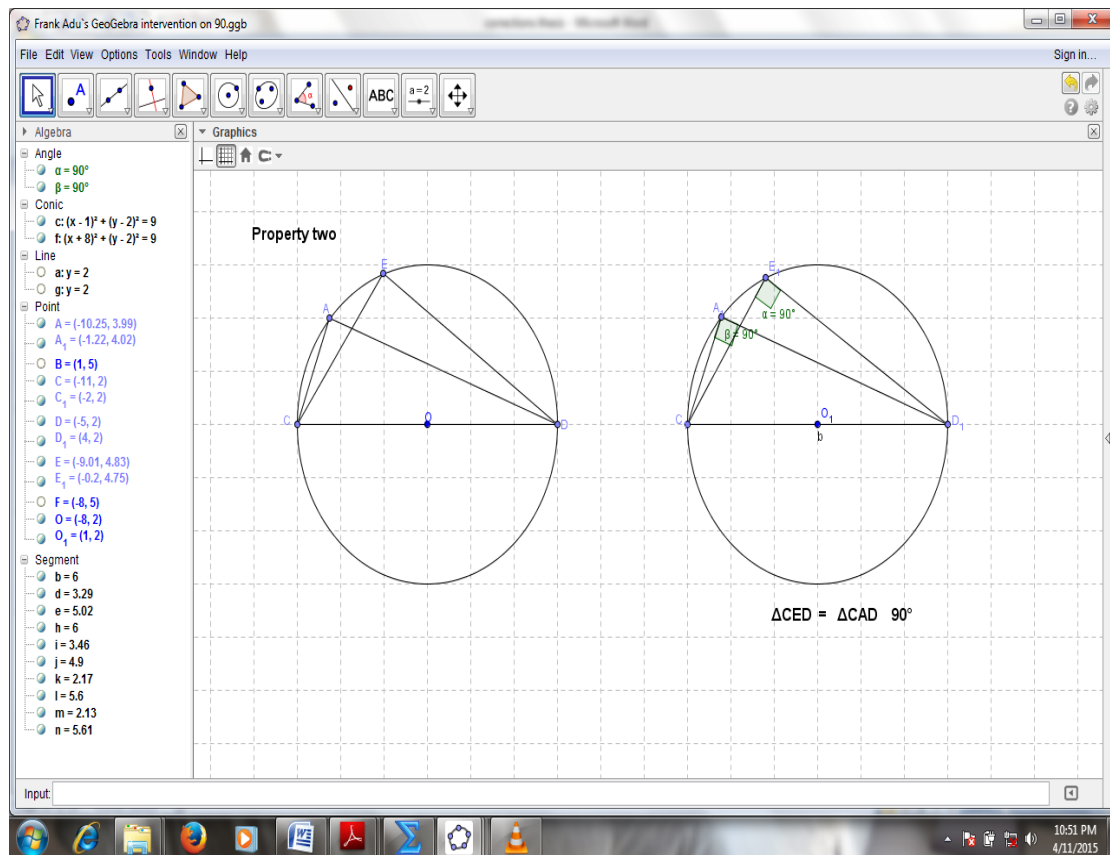 Frank Adu's GeoGebra intervention on 90.ggb
corrections thesis - Microsoft Word
File Edit View Options Tools Window Help
Sign in...
A
α
ABC
a=2
Algebra
Graphics
Angle
α = 90°
β = 90°
Conic
c: (x - 1)² + (y - 2)² = 9
f: (x + 8)² + (y - 2)² = 9
Line
a: y = 2
g: y = 2
Point
A = (-10.25, 3.99)
A₁ = (-1.22, 4.02)
B = (1, 5)
C = (-11, 2)
C₁ = (-2, 2)
D = (-5, 2)
D₁ = (4, 2)
E = (-9.01, 4.83)
E₁ = (-0.2, 4.75)
F = (-8, 5)
O = (-8, 2)
O₁ = (1, 2)
Segment
b = 6
d = 3.29
e = 5.02
h = 6
i = 3.46
j = 4.9
k = 2.17
l = 5.6
m = 2.13
n = 5.61
Property two
E
A
C
O
D
E₁
A
α = 90°
β = 90°
C
O₁
b
D₁
ΔCED = ΔCAD 90°
Input:
10:51 PM
4/11/2015